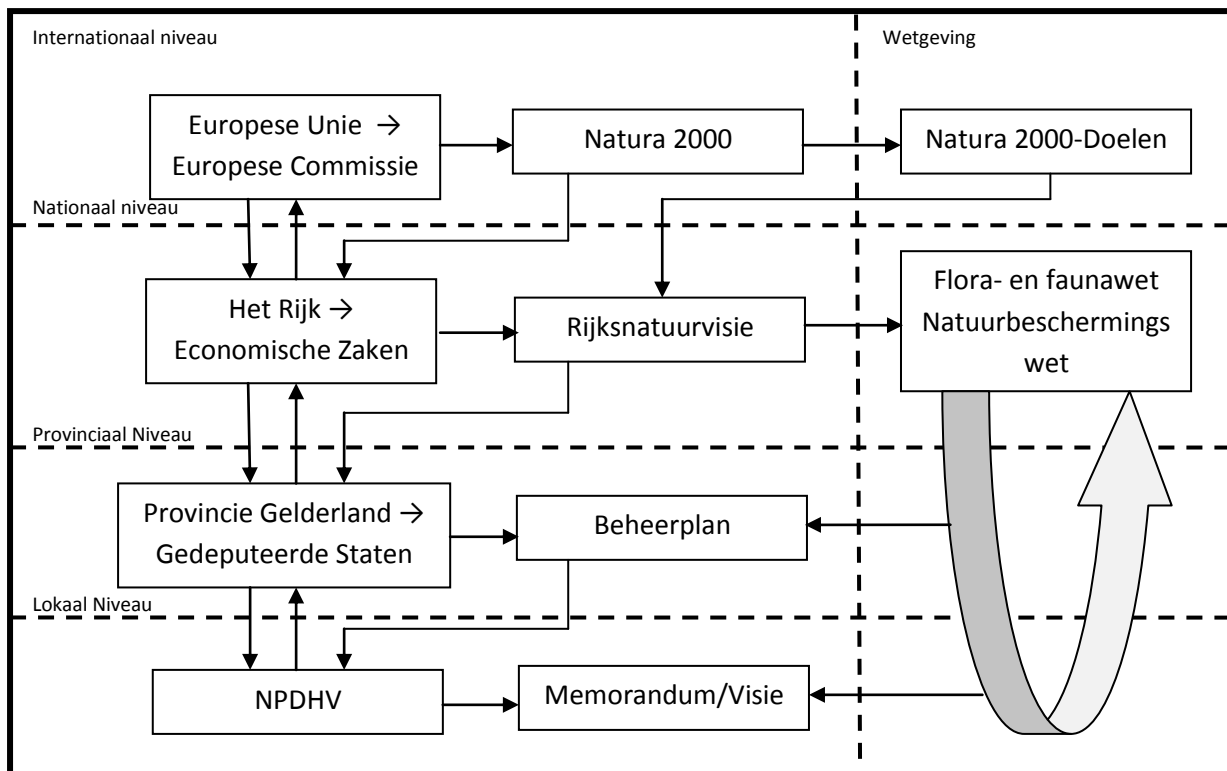 Internationaal niveau
Wetgeving
Europese Unie →
Europese Commissie
Natura 2000
Natura 2000-Doelen
Nationaal niveau
Het Rijk →
Economische Zaken
Rijksnatuurvisie
Flora- en faunawet
Natuurbeschermings
wet
Provinciaal Niveau
Provincie Gelderland →
Gedeputeerde Staten
Beheerplan
Lokaal Niveau
NPDHV
Memorandum/Visie